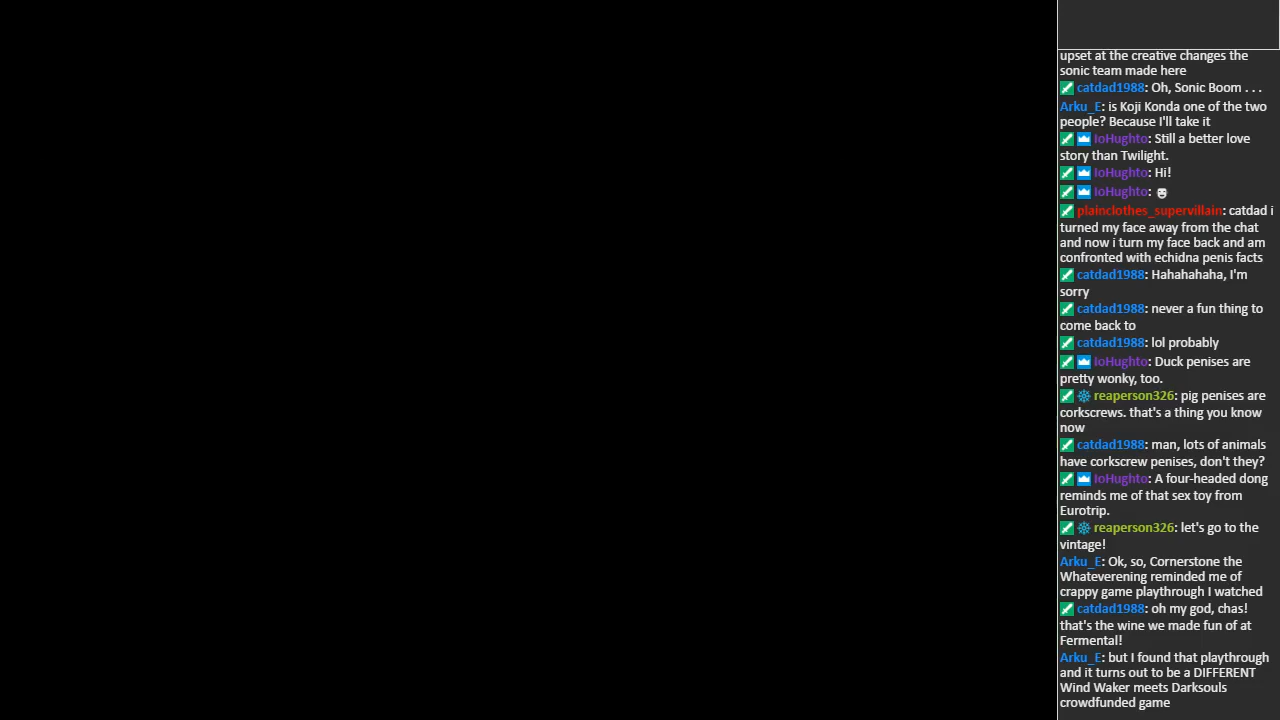 upset at the creative changes the
sonic team made here
catdad1988: Oh, Sonic Boom . . .
Arku_E: is Koji Konda one of the two
people? Because I'll take it
IoHughto: Still a better love
story than Twilight.
IoHughto: Hi!
IoHughto:
plainclothes_supervillain: catdad i
turned my face away from the chat
and now i turn my face back and am
confronted with echidna penis facts
catdad1988: Hahahahaha, I'm
sorry
catdad1988: never a fun thing to
come back to
catdad1988: lol probably
IoHughto: Duck penises are
pretty wonky, too.
reaperson326: pig penises are
corkscrews. that's a thing you know
now
catdad1988: man, lots of animals
have corkscrew penises, don't they?
IoHughto: A four-headed dong
reminds me of that sex toy from
Eurotrip.
reaperson326: let's go to the
vintage!
Arku_E: Ok, so, Cornerstone the
Whateverening reminded me of
crappy game playthrough I watched
catdad1988: oh my god, chas!
that's the wine we made fun of at
Fermental!
Arku_E: but I found that playthrough
and it turns out to be a DIFFERENT
Wind Waker meets Darksouls
crowdfunded game